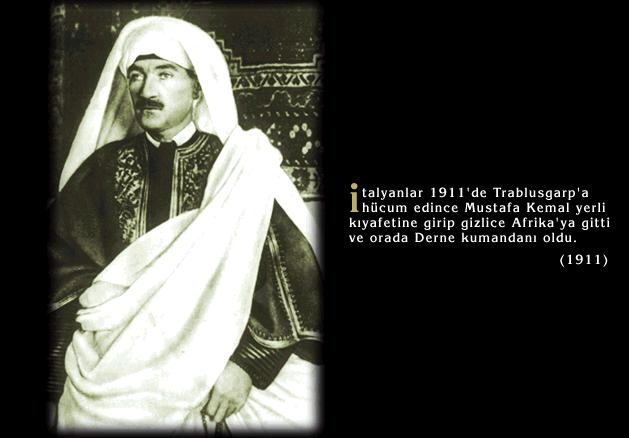 italyanlar 1911'de Trablusgarp'a
hücum edince Mustafa Kemal yerli
kıyafetine girip gizlice Afrika'ya gitti
ve orada Derne kumandanı oldu.
(1911)